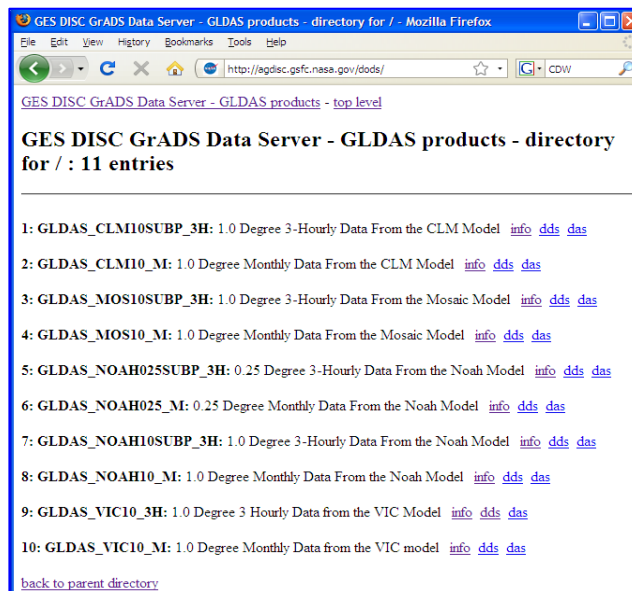 GES DISC GrADS Data Server - GLDAS products - directory for / - Mozilla Firefox
File Edit View History Bookmarks Tools Help
http://agdisc.gsfc.nasa.gov/dods/ G CDW
GES DISC GrADS Data Server - GLDAS products - top level
GES DISC GrADS Data Server - GLDAS products - directory
for / : 11 entries
1: GLDAS_CLM10SUBP_3H: 1.0 Degree 3-Hourly Data From the CLM Model info dds das
2: GLDAS_CLM10_M: 1.0 Degree Monthly Data From the CLM Model info dds das
3: GLDAS_MOS10SUBP_3H: 1.0 Degree 3-Hourly Data From the Mosaic Model info dds das
4: GLDAS_MOS10_M: 1.0 Degree Monthly Data From the Mosaic Model info dds das
5: GLDAS_NOAH025SUBP_3H: 0.25 Degree 3-Hourly Data From the Noah Model info dds das
6: GLDAS_NOAH025_M: 0.25 Degree Monthly Data From the Noah Model info dds das
7: GLDAS_NOAH10SUBP_3H: 1.0 Degree 3-Hourly Data From the Noah Model info dds das
8: GLDAS_NOAH10_M: 1.0 Degree Monthly Data From the Noah Model info dds das
9: GLDAS_VIC10_3H: 1.0 Degree 3 Hourly Data from the VIC Model info dds das
10: GLDAS_VIC10_M: 1.0 Degree Monthly Data from the VIC model info dds das
back to parent directory